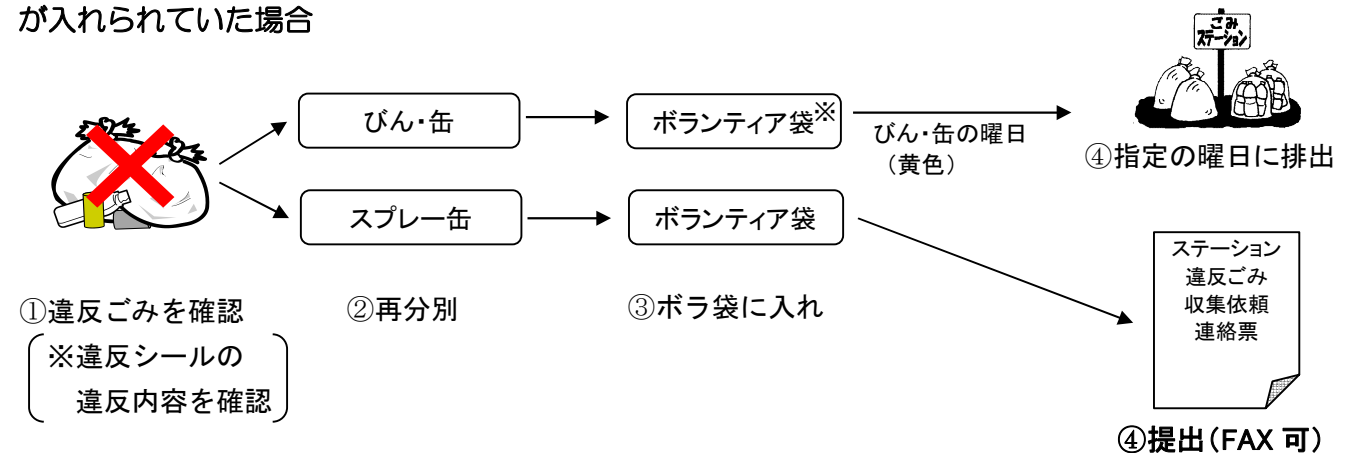 が入れられていた場合
ごみ
ステーション
びん・缶
ボランティア袋※
びん・缶の曜日
（黄色）
④指定の曜日に排出
スプレー缶
ボランティア袋
ステーション
違反ごみ
収集依頼
連絡票
①違反ごみを確認
②再分別
③ボラ袋に入れ
※違反シールの
違反内容を確認
④提出（FAX 可）